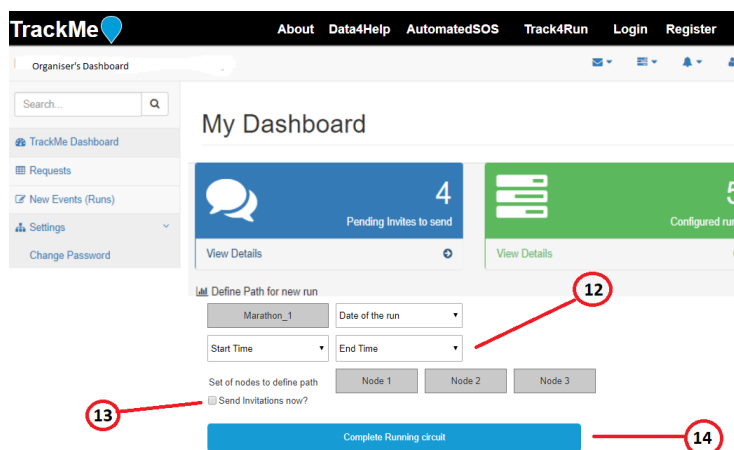 TrackMe About Data4Help AutomatedSOS Track4Run Login Register
Organiser's Dashboard
Search...
My Dashboard
TrackMe Dashboard
Requests
New Events (Runs)
Settings
Change Password
4
Pending Invites to send
View Details
5
Configured run
View Details
Define Path for new run
12
Marathon_1 Date of the run
Start Time End Time
Set of nodes to define path Node 1 Node 2 Node 3
Send Invitations now?
13
Complete Running circuit
14